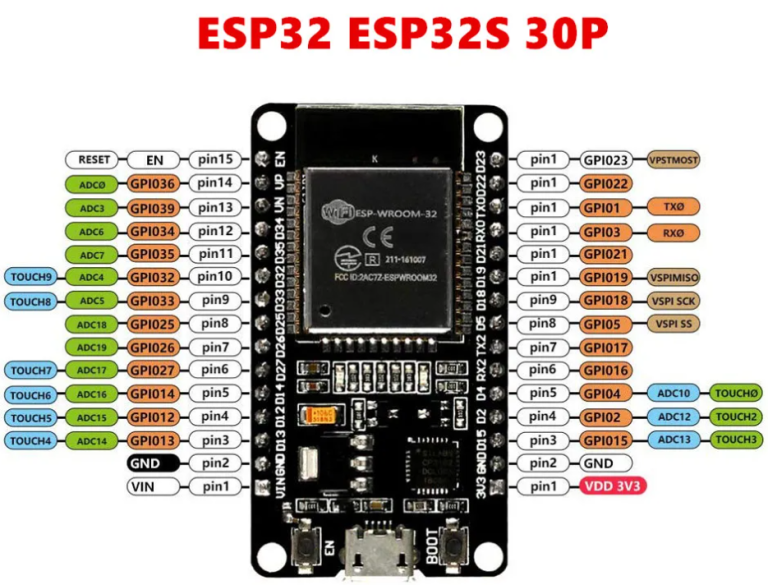 ESP32 ESP32S 30P
RESET EN pin15 EN D23 pin1 GPIO23 VPSTMOST
ADC0 GPIO36 pin14 VP D22 pin1 GPIO22
ADC3 GPIO39 pin13 VN TX0 pin1 GPIO1 TX0
ADC6 GPIO34 pin12 D34 RX0 pin1 GPIO3 RX0
ADC7 GPIO35 pin11 D35 D21 pin1 GPIO21
TOUCH9 ADC4 GPIO32 pin10 D32 D19 pin1 GPIO19 VSPIMISO
TOUCH8 ADC5 GPIO33 pin9 D33 D18 pin9 GPIO18 VSPI SCK
ADC18 GPIO25 pin8 D25 D5 pin8 GPIO5 VSPI SS
ADC19 GPIO26 pin7 D26 TX2 pin1 GPIO17
TOUCH7 ADC17 GPIO27 pin6 D27 RX2 pin6 GPIO16
TOUCH6 ADC16 GPIO14 pin5 D14 D4 pin5 GPIO4 ADC10 TOUCH0
TOUCH5 ADC15 GPIO12 pin4 D12 D2 pin4 GPIO2 ADC12 TOUCH2
TOUCH4 ADC14 GPIO13 pin3 D13 D15 pin3 GPIO15 ADC13 TOUCH3
GND pin2 GND GND pin2 GND
VIN pin1 VIN 3V3 pin1 VDD 3V3
K
WiFi ESP-WROOM-32
CE
R 211-161007
FCC ID:2AC7Z-ESPWROOM32
EN
BOOT